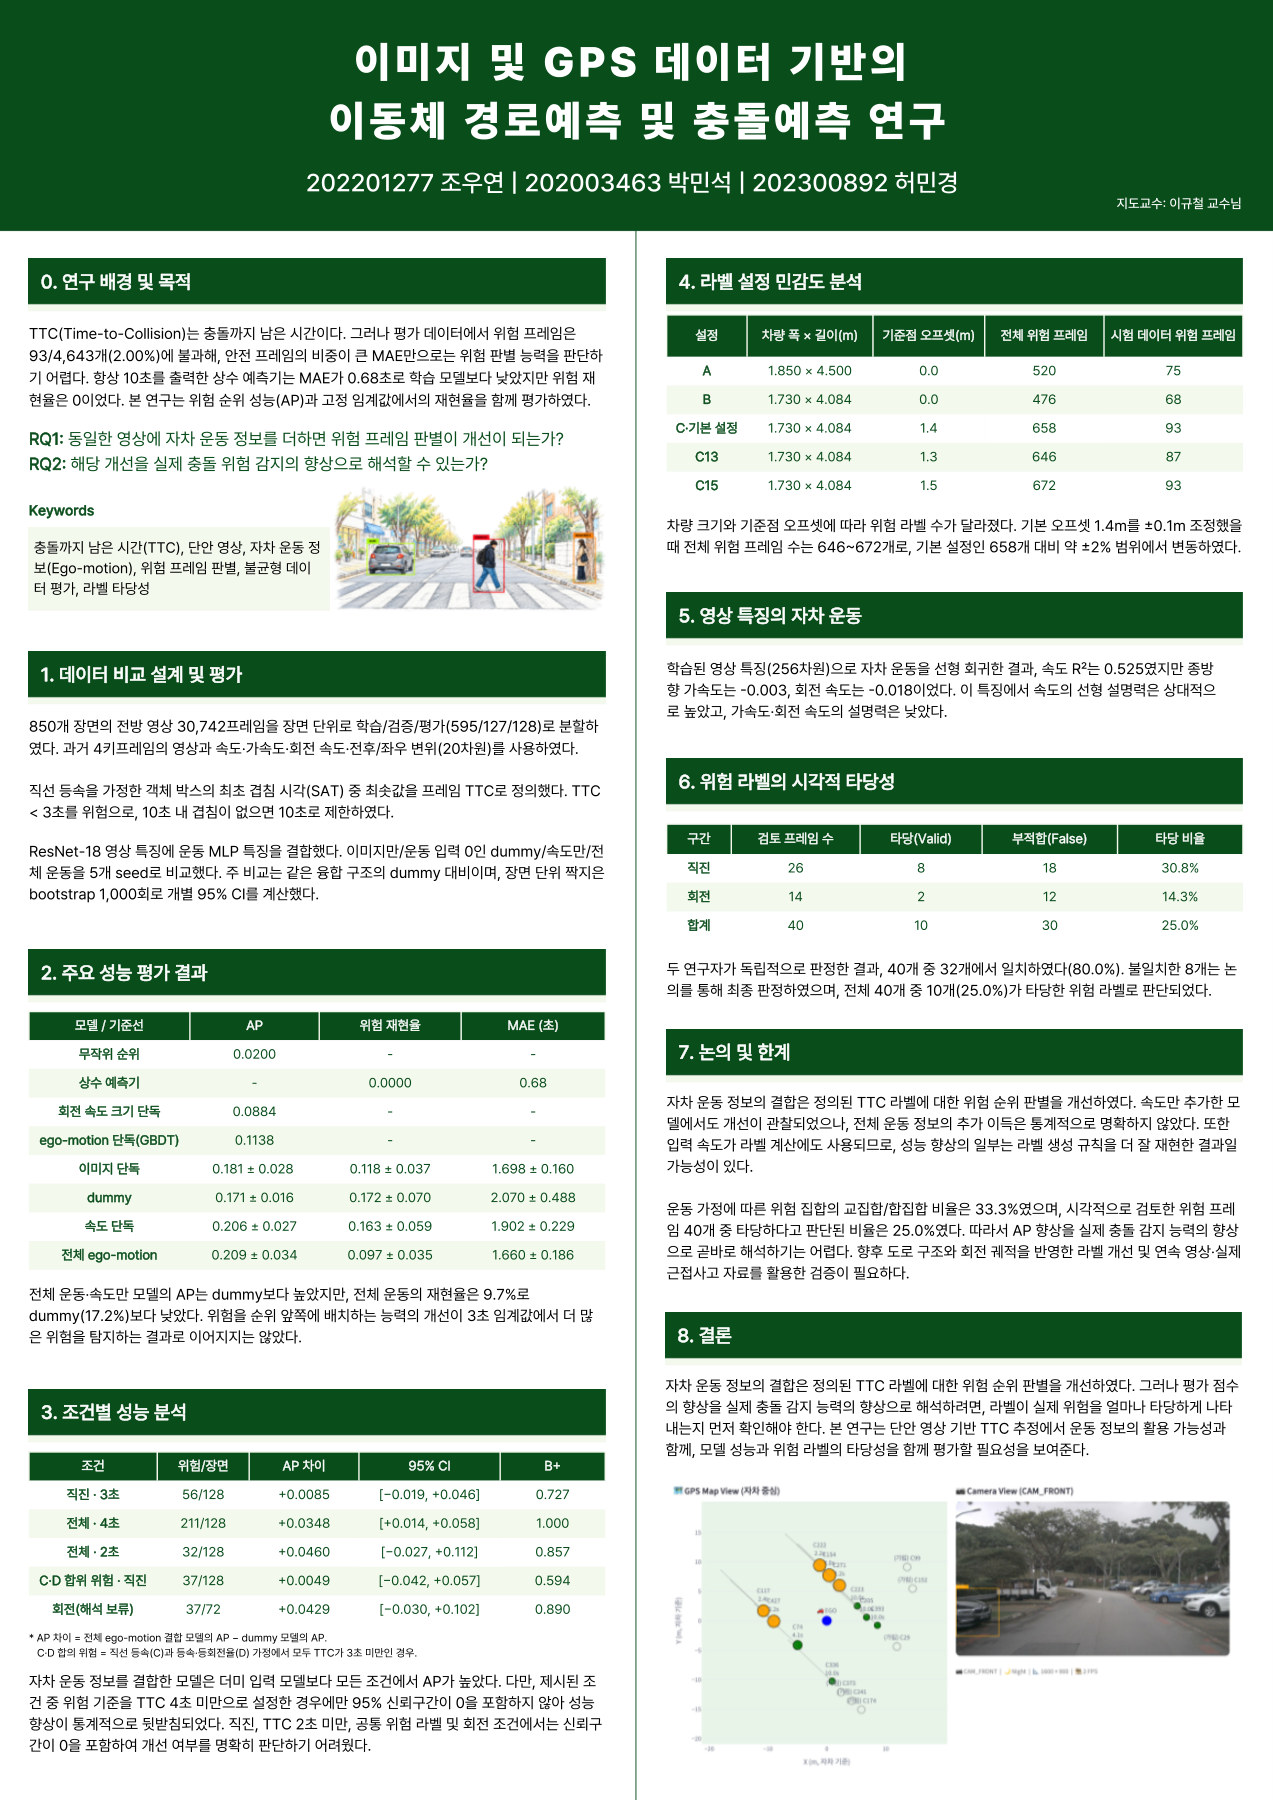 이미지 및 GPS 데이터 기반의
이동체 경로예측 및 충돌예측 연구
202201277 조우연 | 202003463 박민석 | 202300892 허민경
지도교수: 이규철 교수님
0. 연구 배경 및 목적
TTC(Time-to-Collision)는 충돌까지 남은 시간이다. 그러나 평가 데이터에서 위험 프레임은
93/4,643개(2.00%)에 불과해, 안전 프레임의 비중이 큰 MAE만으로는 위험 판별 능력을 판단하
기 어렵다. 항상 10초를 출력한 상수 예측기는 MAE가 0.68초로 학습 모델보다 낮았지만 위험 재
현율은 0이었다. 본 연구는 위험 순위 성능(AP)과 고정 임계값에서의 재현율을 함께 평가하였다.
RQ1: 동일한 영상에 자차 운동 정보를 더하면 위험 프레임 판별이 개선이 되는가?
RQ2: 해당 개선을 실제 충돌 위험 감지의 향상으로 해석할 수 있는가?
Keywords
충돌까지 남은 시간(TTC), 단안 영상, 자차 운동 정
보(Ego-motion), 위험 프레임 판별, 불균형 데이
터 평가, 라벨 타당성
1. 데이터 비교 설계 및 평가
850개 장면의 전방 영상 30,742프레임을 장면 단위로 학습/검증/평가(595/127/128)로 분할하
였다. 과거 4키프레임의 영상과 속도·가속도·회전 속도·전후/좌우 변위(20차원)를 사용하였다.
직선 등속을 가정한 객체 박스의 최초 겹침 시각(SAT) 중 최솟값을 프레임 TTC로 정의했다. TTC
< 3초를 위험으로, 10초 내 겹침이 없으면 10초로 제한하였다.
ResNet-18 영상 특징에 운동 MLP 특징을 결합했다. 이미지만/운동 입력 0인 dummy/속도만/전
체 운동을 5개 seed로 비교했다. 주 비교는 같은 융합 구조의 dummy 대비이며, 장면 단위 짝지은
bootstrap 1,000회로 개별 95% CI를 계산했다.
2. 주요 성능 평가 결과
모델 / 기준선 AP 위험 재현율 MAE (초)
무작위 순위 0.0200 - -
상수 예측기 - 0.0000 0.68
회전 속도 크기 단독 0.0884 - -
ego-motion 단독(GBDT) 0.1138 - -
이미지 단독 0.181 ± 0.028 0.118 ± 0.037 1.698 ± 0.160
dummy 0.171 ± 0.016 0.172 ± 0.070 2.070 ± 0.488
속도 단독 0.206 ± 0.027 0.163 ± 0.059 1.902 ± 0.229
전체 ego-motion 0.209 ± 0.034 0.097 ± 0.035 1.660 ± 0.186
전체 운동·속도만 모델의 AP는 dummy보다 높았지만, 전체 운동의 재현율은 9.7%로
dummy(17.2%)보다 낮았다. 위험을 순위 앞쪽에 배치하는 능력의 개선이 3초 임계값에서 더 많
은 위험을 탐지하는 결과로 이어지지는 않았다.
3. 조건별 성능 분석
조건 위험/장면 AP 차이 95% CI B+
직진 · 3초 56/128 +0.0085 [−0.019, +0.046] 0.727
전체 · 4초 211/128 +0.0348 [+0.014, +0.058] 1.000
전체 · 2초 32/128 +0.0460 [−0.027, +0.112] 0.857
C·D 합위 위험 · 직진 37/128 +0.0049 [−0.042, +0.057] 0.594
회전(해석 보류) 37/72 +0.0429 [−0.030, +0.102] 0.890
* AP 차이 = 전체 ego-motion 결합 모델의 AP − dummy 모델의 AP.
C·D 합의 위험 = 직선 등속(C)과 등속·등회전율(D) 가정에서 모두 TTC가 3초 미만인 경우.
자차 운동 정보를 결합한 모델은 더미 입력 모델보다 모든 조건에서 AP가 높았다. 다만, 제시된 조
건 중 위험 기준을 TTC 4초 미만으로 설정한 경우에만 95% 신뢰구간이 0을 포함하지 않아 성능
향상이 통계적으로 뒷받침되었다. 직진, TTC 2초 미만, 공통 위험 라벨 및 회전 조건에서는 신뢰구
간이 0을 포함하여 개선 여부를 명확히 판단하기 어려웠다.
4. 라벨 설정 민감도 분석
설정 차량 폭 × 길이(m) 기준점 오프셋(m) 전체 위험 프레임 시험 데이터 위험 프레임
A 1.850 × 4.500 0.0 520 75
B 1.730 × 4.084 0.0 476 68
C·기본 설정 1.730 × 4.084 1.4 658 93
C13 1.730 × 4.084 1.3 646 87
C15 1.730 × 4.084 1.5 672 93
차량 크기와 기준점 오프셋에 따라 위험 라벨 수가 달라졌다. 기본 오프셋 1.4m를 ±0.1m 조정했을
때 전체 위험 프레임 수는 646~672개로, 기본 설정인 658개 대비 약 ±2% 범위에서 변동하였다.
5. 영상 특징의 자차 운동
학습된 영상 특징(256차원)으로 자차 운동을 선형 회귀한 결과, 속도 R²는 0.525였지만 종방
향 가속도는 -0.003, 회전 속도는 -0.018이었다. 이 특징에서 속도의 선형 설명력은 상대적으
로 높았고, 가속도·회전 속도의 설명력은 낮았다.
6. 위험 라벨의 시각적 타당성
구간 검토 프레임 수 타당(Valid) 부적합(False) 타당 비율
직진 26 8 18 30.8%
회전 14 2 12 14.3%
합계 40 10 30 25.0%
두 연구자가 독립적으로 판정한 결과, 40개 중 32개에서 일치하였다(80.0%). 불일치한 8개는 논
의를 통해 최종 판정하였으며, 전체 40개 중 10개(25.0%)가 타당한 위험 라벨로 판단되었다.
7. 논의 및 한계
자차 운동 정보의 결합은 정의된 TTC 라벨에 대한 위험 순위 판별을 개선하였다. 속도만 추가한 모
델에서도 개선이 관찰되었으나, 전체 운동 정보의 추가 이득은 통계적으로 명확하지 않았다. 또한
입력 속도가 라벨 계산에도 사용되므로, 성능 향상의 일부는 라벨 생성 규칙을 더 잘 재현한 결과일
가능성이 있다.
운동 가정에 따른 위험 집합의 교집합/합집합 비율은 33.3%였으며, 시각적으로 검토한 위험 프레
임 40개 중 타당하다고 판단된 비율은 25.0%였다. 따라서 AP 향상을 실제 충돌 감지 능력의 향상
으로 곧바로 해석하기는 어렵다. 향후 도로 구조와 회전 궤적을 반영한 라벨 개선 및 연속 영상·실제
근접사고 자료를 활용한 검증이 필요하다.
8. 결론
자차 운동 정보의 결합은 정의된 TTC 라벨에 대한 위험 순위 판별을 개선하였다. 그러나 평가 점수
의 향상을 실제 충돌 감지 능력의 향상으로 해석하려면, 라벨이 실제 위험을 얼마나 타당하게 나타
내는지 먼저 확인해야 한다. 본 연구는 단안 영상 기반 TTC 추정에서 운동 정보의 활용 가능성과
함께, 모델 성능과 위험 라벨의 타당성을 함께 평가할 필요성을 보여준다.
GPS Map View (자차 중심)
Camera View (CAM_FRONT)
EGO
X (m, 자차 기준)
Y (m, 자차 기준)